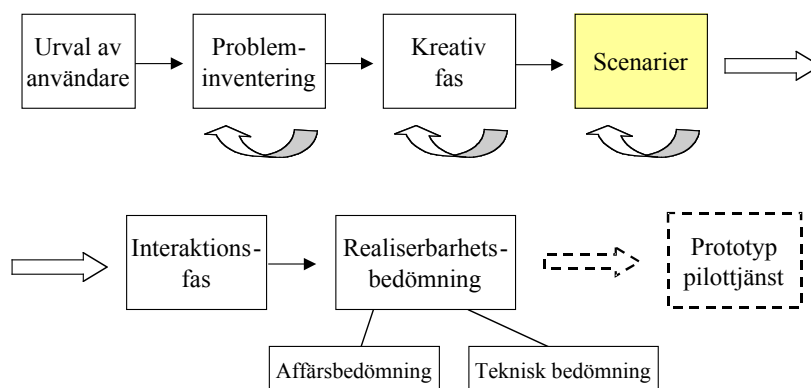 Urval av
användare
Problem-
inventering
Kreativ
fas
Scenarier
Interaktions-
fas
Realiserbarhets-
bedömning
Prototyp
pilottjänst
Affärsbedömning
Teknisk bedömning